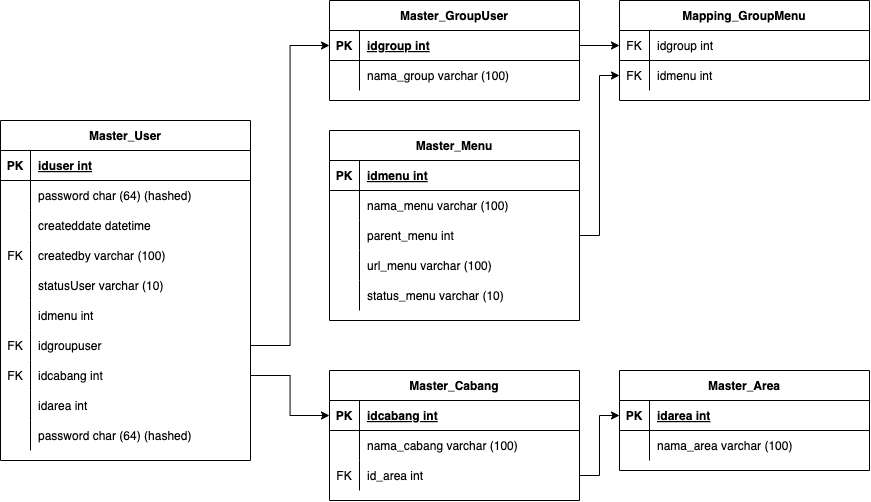 Master_GroupUser
PK idgroup int
nama_group varchar (100)
Mapping_GroupMenu
FK idgroup int
FK idmenu int
Master_User
PK iduser int
password char (64) (hashed)
createddate datetime
FK createdby varchar (100)
statusUser varchar (10)
idmenu int
FK idgroupuser
FK idcabang int
idarea int
password char (64) (hashed)
Master_Menu
PK idmenu int
nama_menu varchar (100)
parent_menu int
url_menu varchar (100)
status_menu varchar (10)
Master_Cabang
PK idcabang int
nama_cabang varchar (100)
FK id_area int
Master_Area
PK idarea int
nama_area varchar (100)